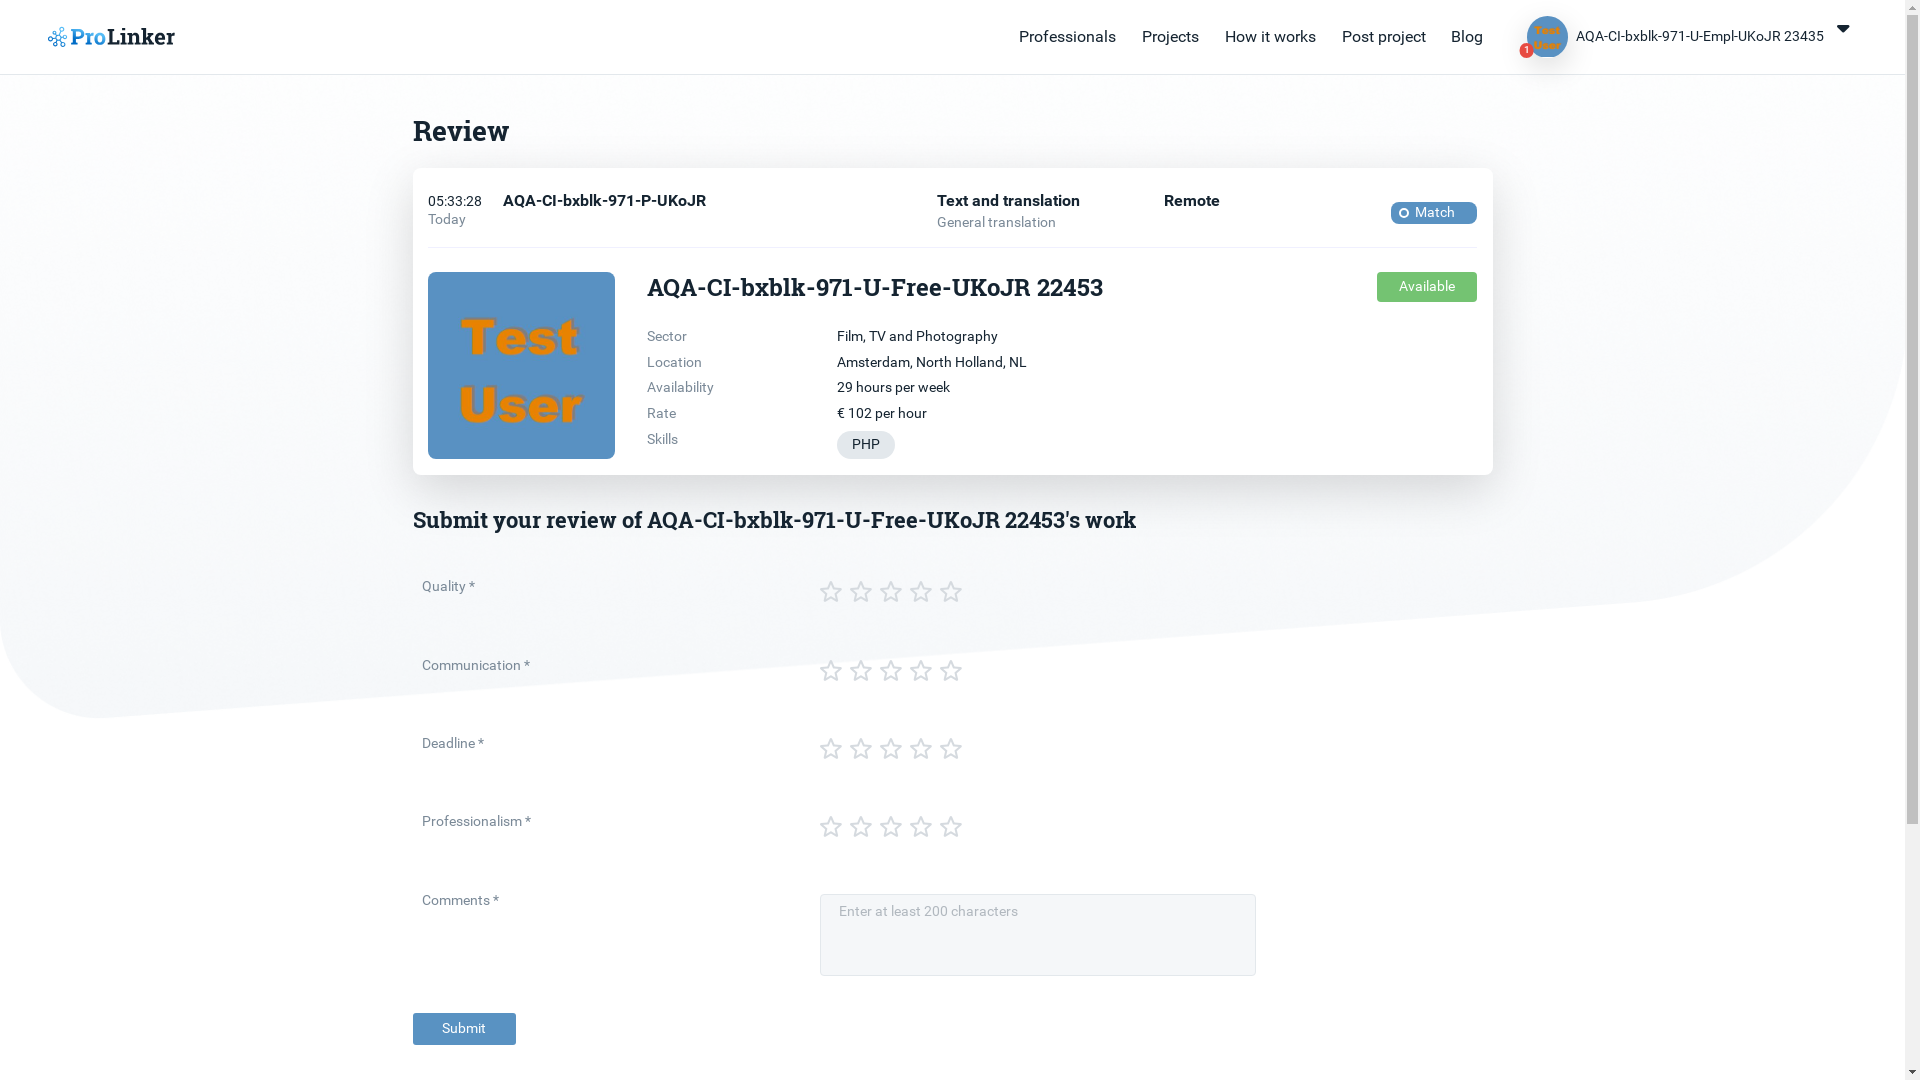 ProLinker
Professionals Projects How it works Post project Blog
Test
User
1
AQA-CI-bxblk-971-U-Empl-UKoJR 23435
Review
05:33:28 AQA-CI-bxblk-971-P-UKoJR Text and translation Remote
Today General translation
Match
AQA-CI-bxblk-971-U-Free-UKoJR 22453
Available
Test
User
Sector Film, TV and Photography
Location Amsterdam, North Holland, NL
Availability 29 hours per week
Rate € 102 per hour
Skills PHP
Submit your review of AQA-CI-bxblk-971-U-Free-UKoJR 22453's work
Quality *
Communication *
Deadline *
Professionalism *
Comments * Enter at least 200 characters
Submit